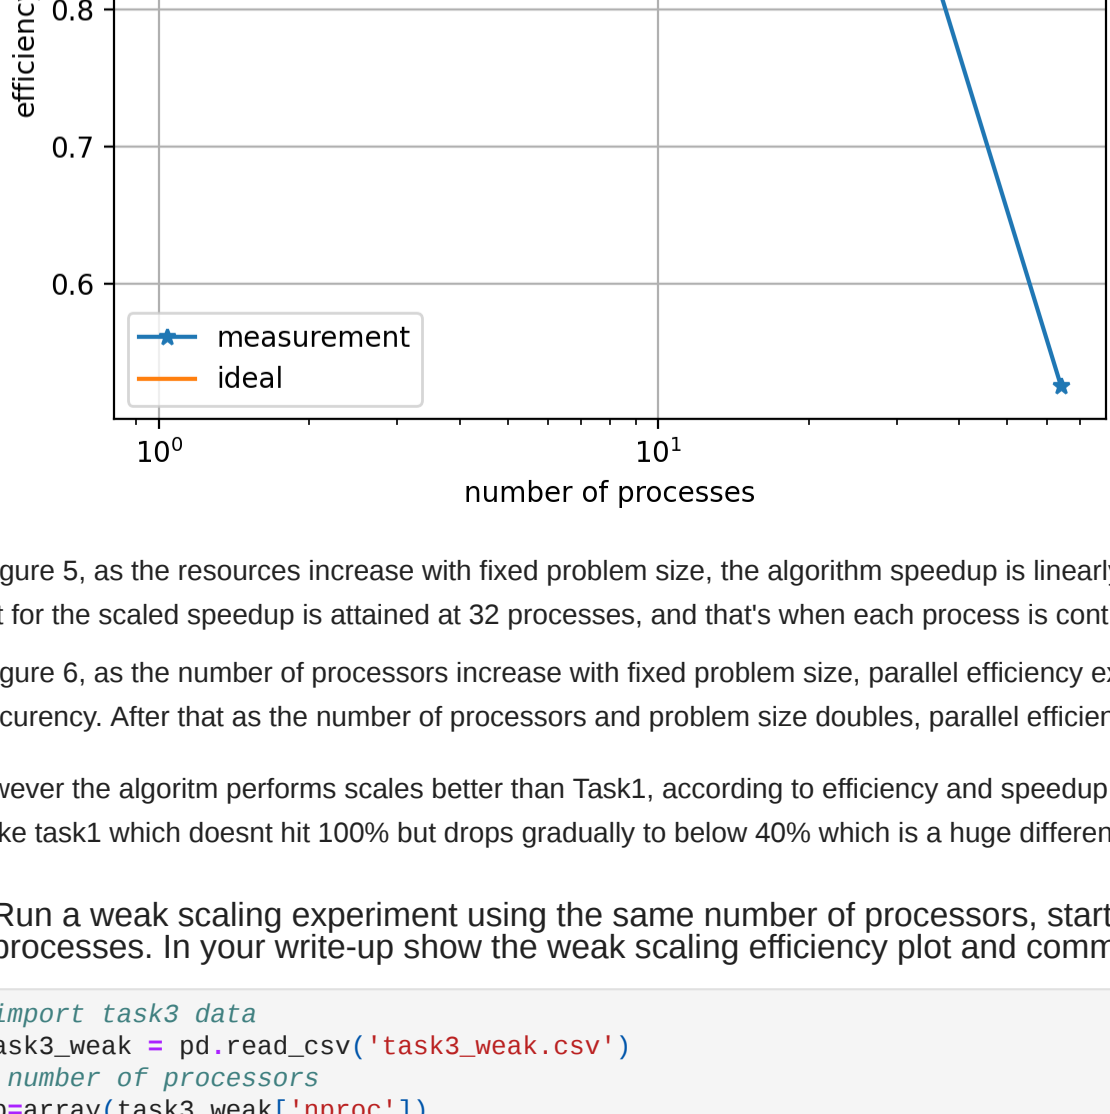 0.8
efficiency
0.7
0.6
measurement
ideal
10⁰ 10¹
number of processes
gure 5, as the resources increase with fixed problem size, the algorithm speedup is linearly
t for the scaled speedup is attained at 32 processes, and that's when each process is cont
gure 6, as the number of processors increase with fixed problem size, parallel efficiency ex
curency. After that as the number of processors and problem size doubles, parallel efficien
wever the algoritm performs scales better than Task1, according to efficiency and speedup
ke task1 which doesnt hit 100% but drops gradually to below 40% which is a huge differen
Run a weak scaling experiment using the same number of processors, start
processes. In your write-up show the weak scaling efficiency plot and comm
import task3 data
ask3_weak = pd.read_csv('task3_weak.csv')
number of processors
p=array(task3_weak['nproc'])